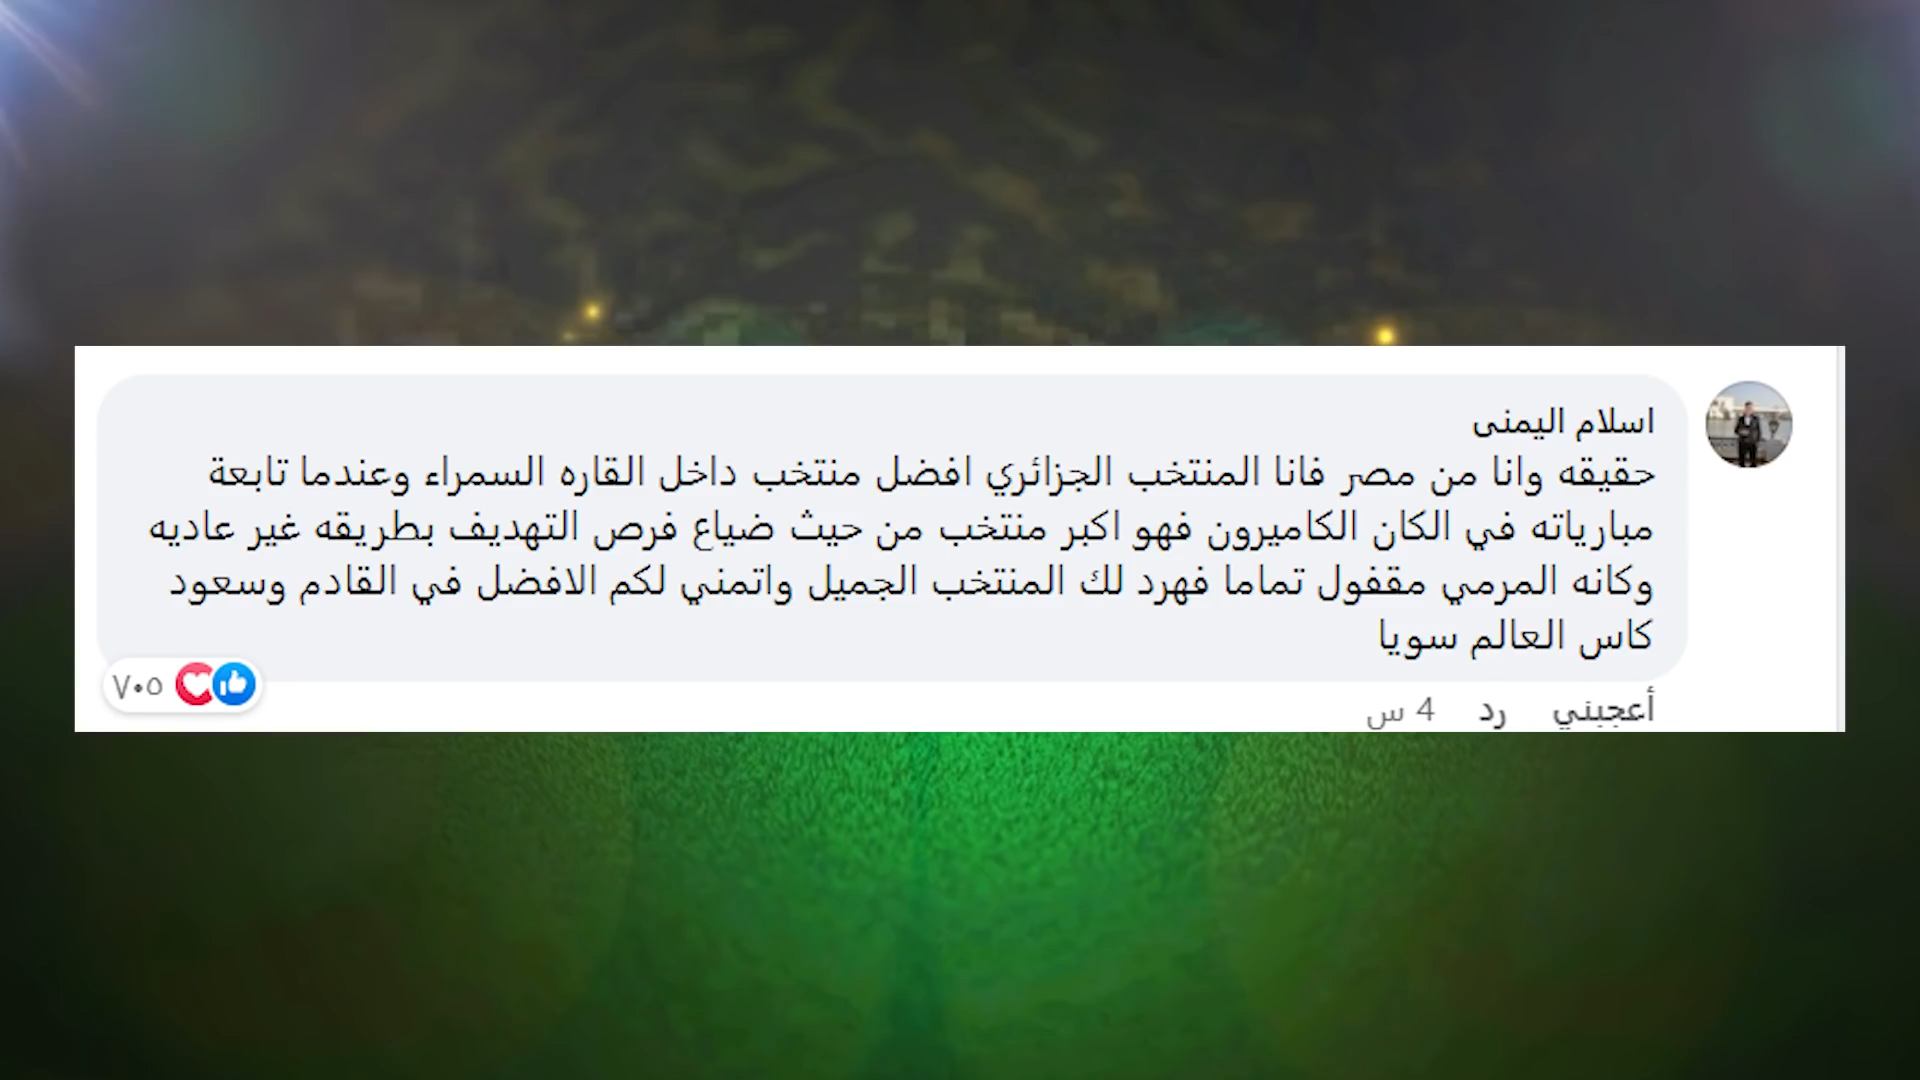 اسلام اليمنى
حقيقه وانا من مصر فانا المنتخب الجزائري افضل منتخب داخل القاره السمراء وعندما تابعة
مبارياته في الكان الكاميرون فهو اكبر منتخب من حيث ضياع فرص التهديف بطريقه غير عاديه
وكانه المرمي مقفول تماما فهرد لك المنتخب الجميل واتمني لكم الافضل في القادم وسعود
كاس العالم سويا
٧٠٥
أعجبني رد 4 س